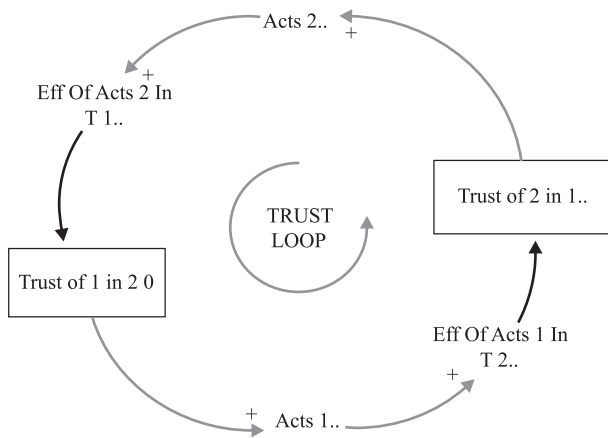 Acts 2..
+
+
Eff Of Acts 2 In
T 1..
Trust of 2 in 1..
TRUST
LOOP
Trust of 1 in 2 0
Eff Of Acts 1 In
T 2..
+
+
Acts 1..